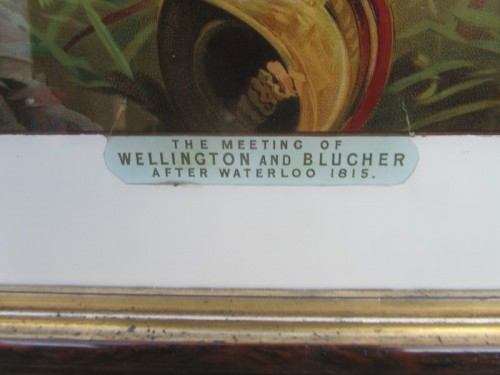 THE MEETING OF
WELLINGTON AND BLUCHER
AFTER WATERLOO 1815.